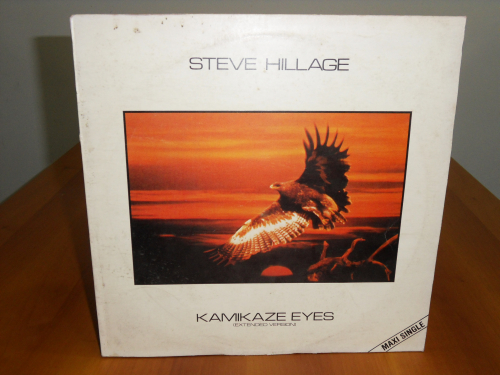 STEVE HILLAGE
KAMIKAZE EYES
(EXTENDED VERSION)
MAXI SINGLE